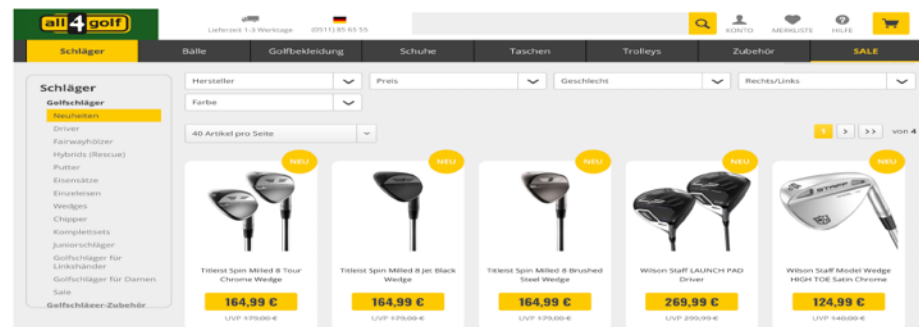 all4golf
Lieferzeit 1-3 Werktage
(0511) 85 65 55
KONTO
MERKLISTE
HILFE
Schläger
Bälle
Golfbekleidung
Schuhe
Taschen
Trolleys
Zubehör
SALE
Schläger
Golfschläger
Neuheiten
Driver
Fairwayhölzer
Hybrids (Rescue)
Putter
Eisensätze
Einzeleisen
Wedges
Chipper
Komplettsets
Juniorschläger
Golfschläger für
Linkshänder
Golfschläger für Damen
Sale
Golfschläger-Zubehör
Hersteller
Preis
Geschlecht
Rechts/Links
Farbe
40 Artikel pro Seite
1 > >> von 4
NEU
Titleist Spin Milled 8 Tour
Chrome Wedge
164,99 €
UVP 179,00 €
NEU
Titleist Spin Milled 8 Jet Black
Wedge
164,99 €
UVP 179,00 €
NEU
Titleist Spin Milled 8 Brushed
Steel Wedge
164,99 €
UVP 179,00 €
NEU
Wilson Staff LAUNCH PAD
Driver
269,99 €
UVP 299,99 €
NEU
STAFF
Wilson Staff Model Wedge
HIGH TOE Satin Chrome
124,99 €
UVP 140,00 €